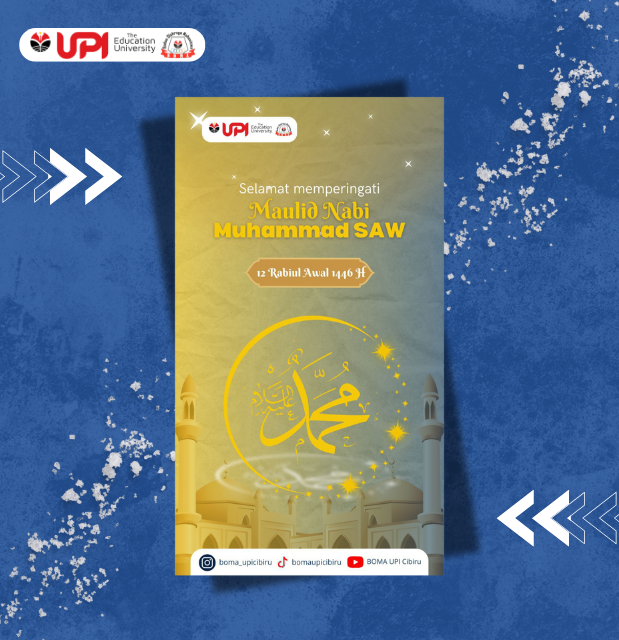 UPI
The
Education
University
UPI
The
Education
University
Selamat memperingati
Maulid Nabi
Muhammad SAW
12 Rabiul Awal 1446 H
محمد
boma_upicibiru bomaupicibiru BOMA UPI Cibiru